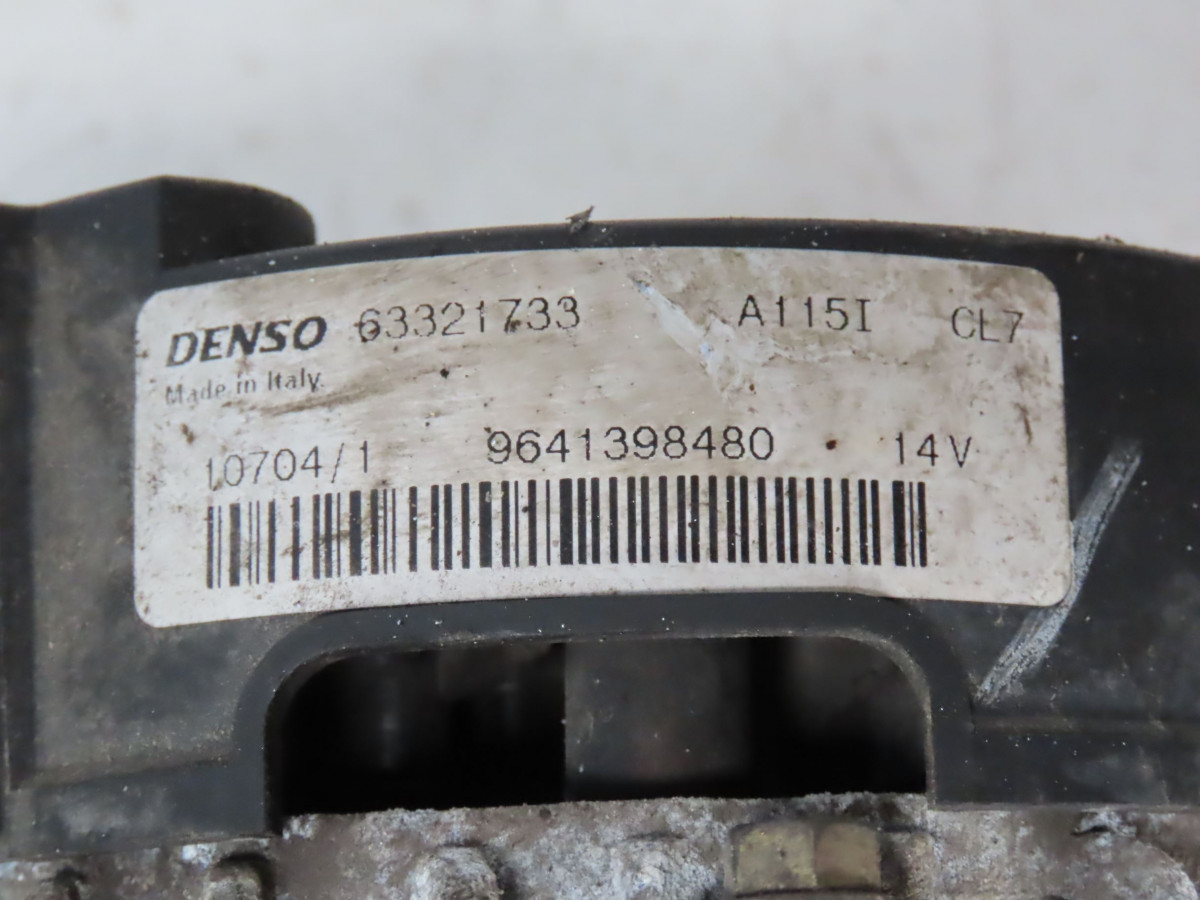 DENSO 63321733 A115I CL7
Made in Italy.
10704/1 9641398480 14V